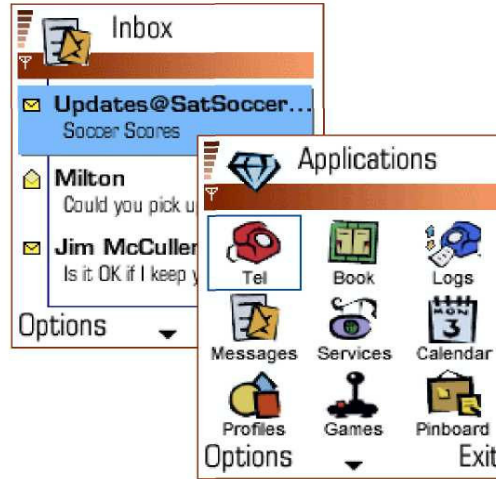 Inbox
Updates@SatSoccer...
Soccer Scores
Milton
Could you pick u
Jim McCuller
Is it OK if I keep y
Options
Applications
Tel Book Logs
Messages Services Calendar
MON
3
Profiles Games Pinboard
Options Exit